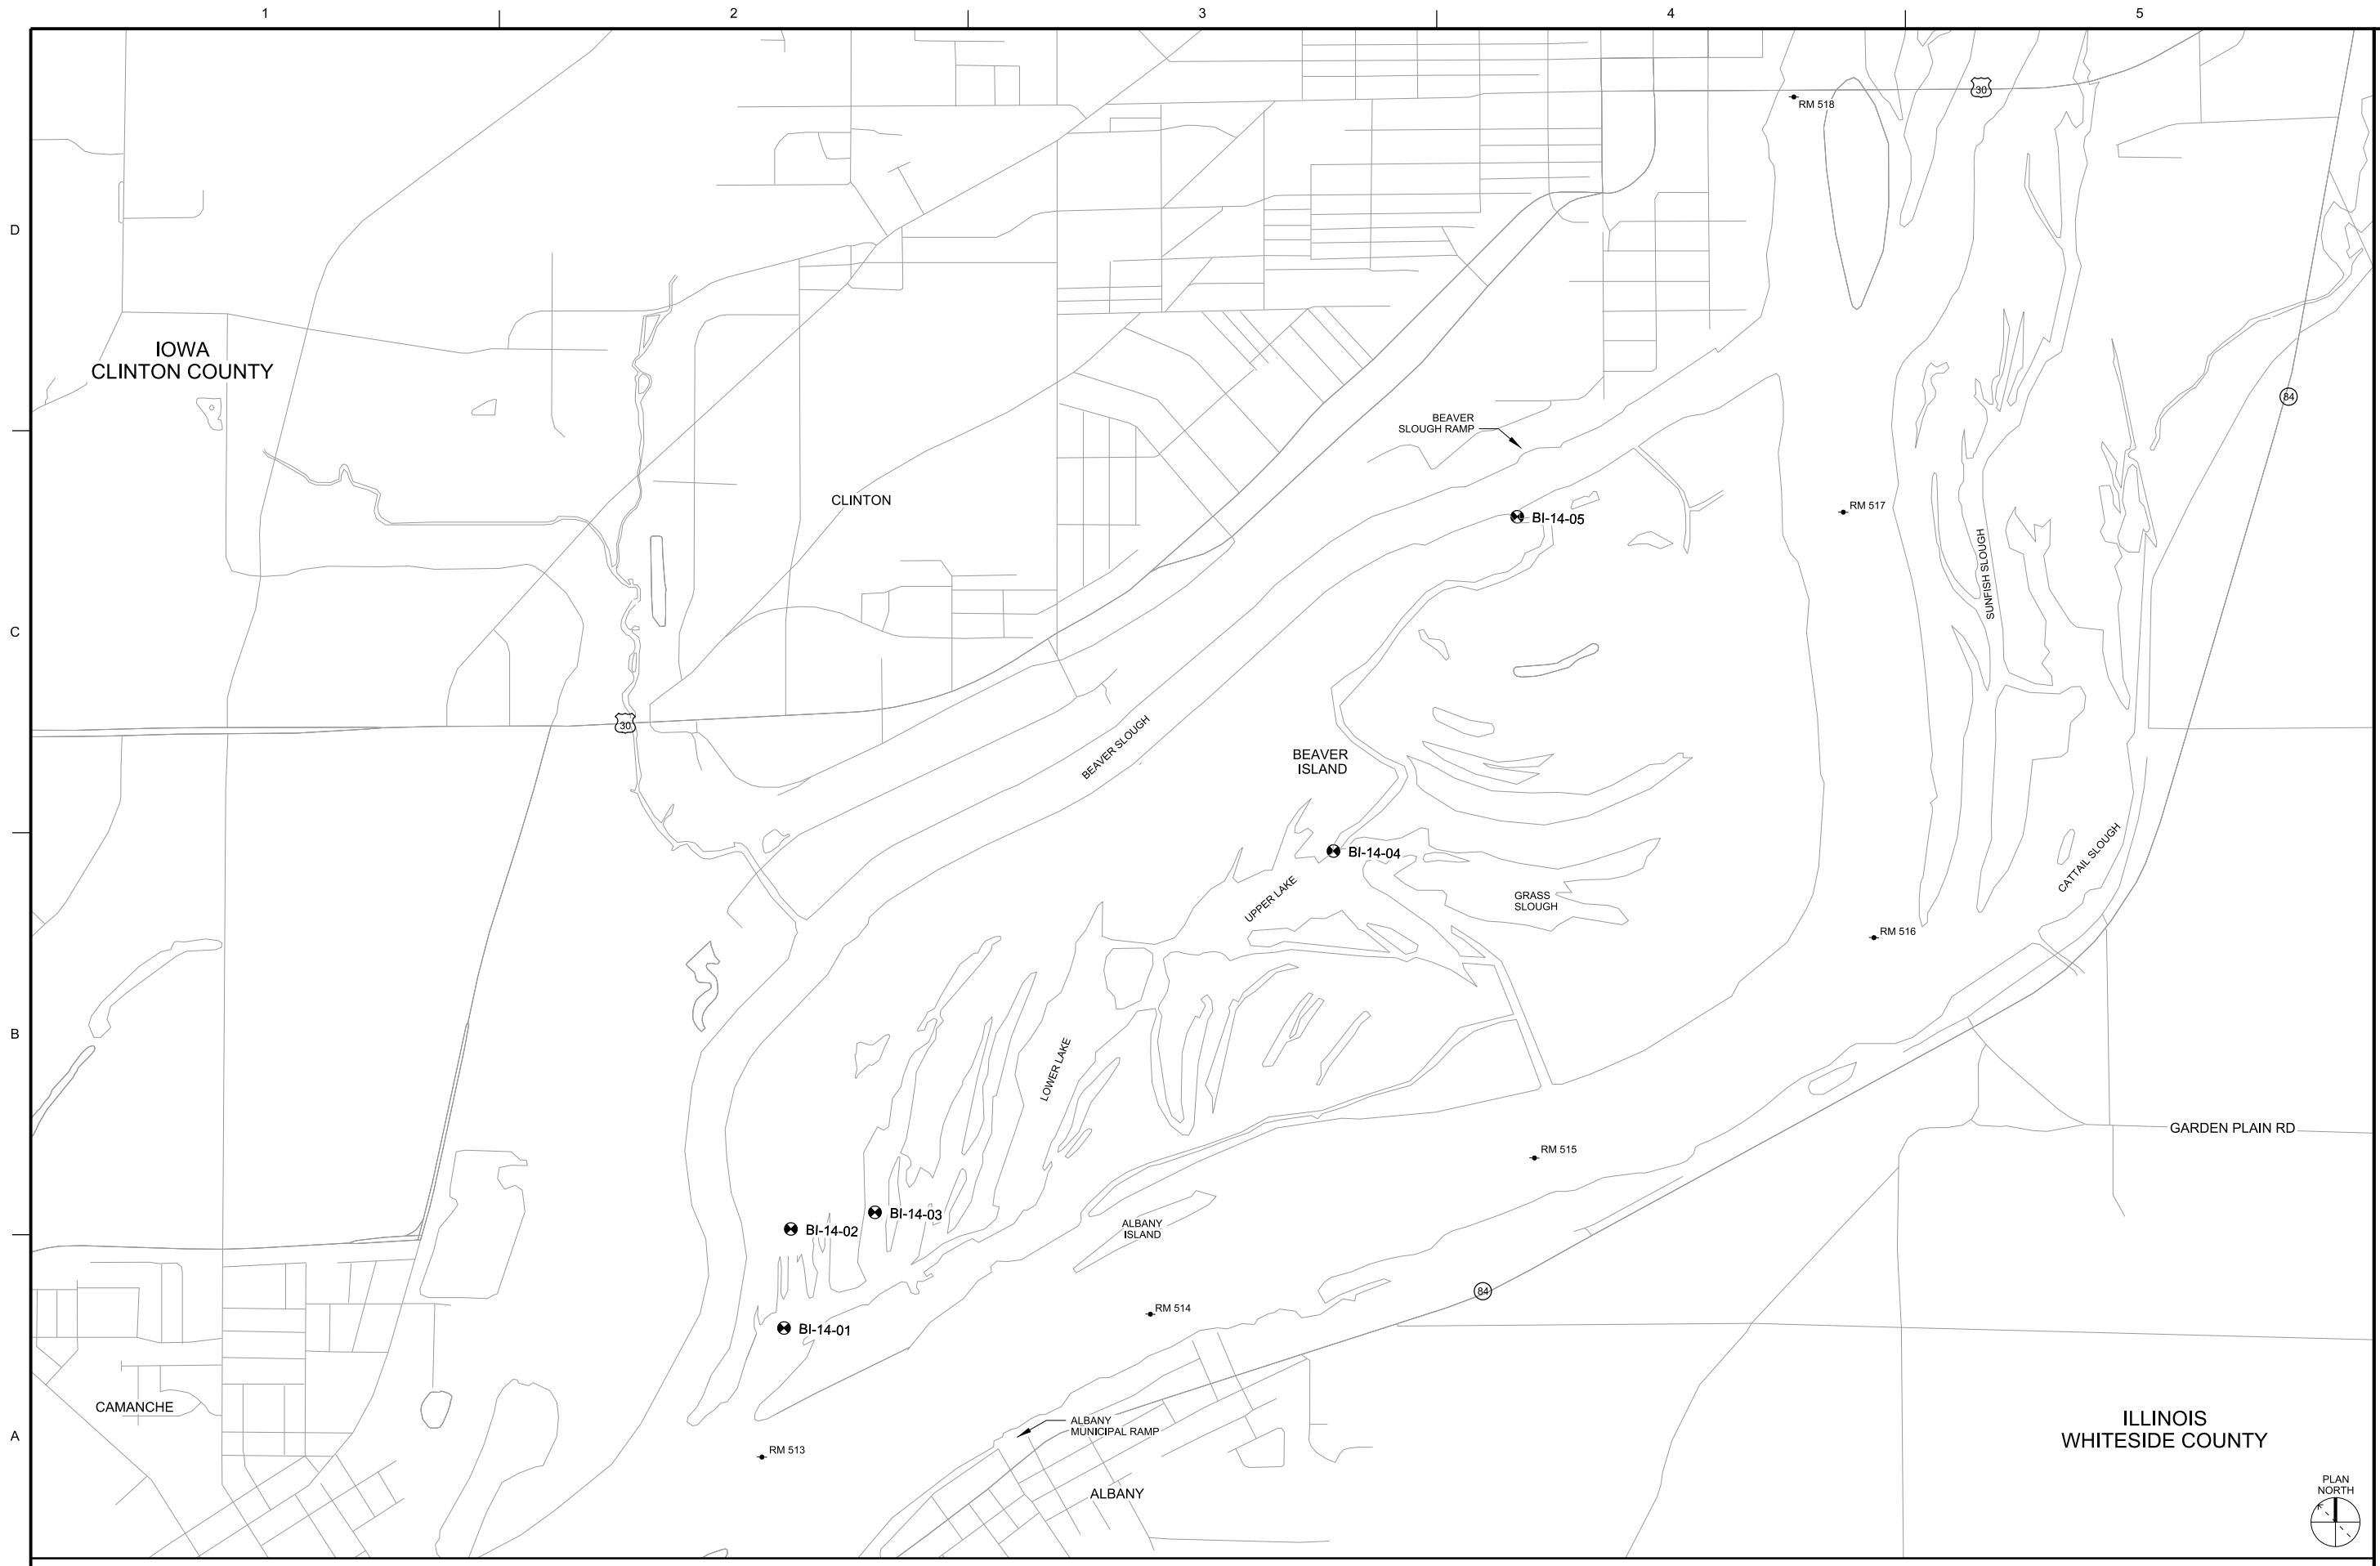 1
2
3
4
5
D
C
B
A
30
RM 518
IOWA
CLINTON COUNTY
84
BEAVER
SLOUGH RAMP
CLINTON
BI-14-05
RM 517
SUNFISH SLOUGH
30
BEAVER SLOUGH
BEAVER
ISLAND
BI-14-04
UPPER LAKE
GRASS
SLOUGH
CATTAIL SLOUGH
RM 516
LOWER LAKE
GARDEN PLAIN RD
RM 515
BI-14-03
BI-14-02
ALBANY
ISLAND
84
RM 514
BI-14-01
CAMANCHE
ALBANY
MUNICIPAL RAMP
ILLINOIS
WHITESIDE COUNTY
RM 513
ALBANY
PLAN
NORTH